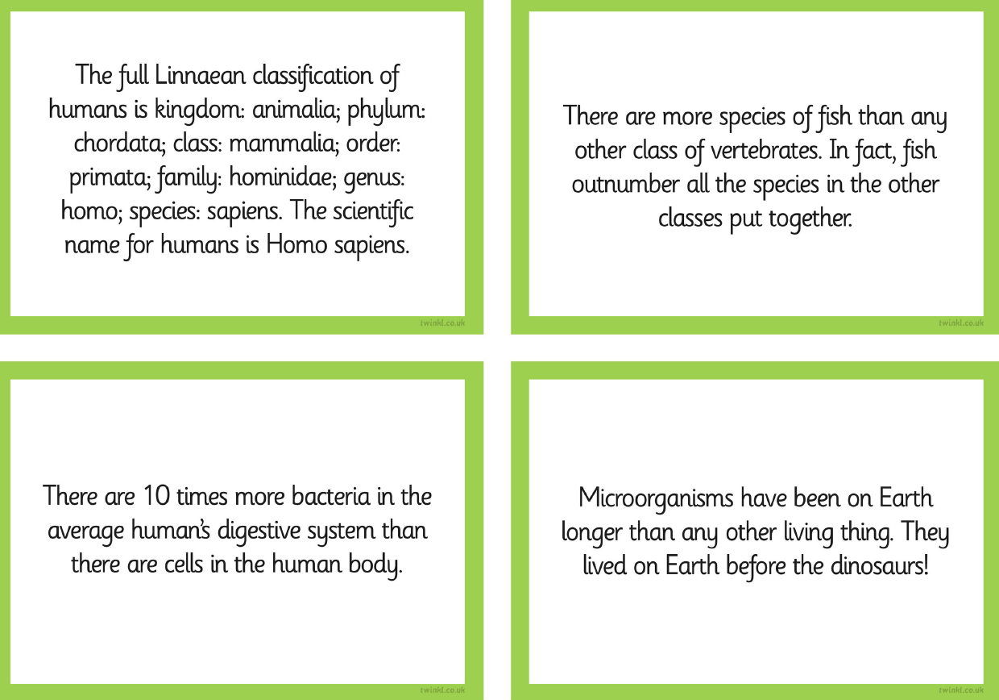 The full Linnaean classification of
humans is kingdom: animalia; phylum:
chordata; class: mammalia; order:
primata; family: hominidae; genus:
homo; species: sapiens. The scientific
name for humans is Homo sapiens.
twinkl.co.uk
There are more species of fish than any
other class of vertebrates. In fact, fish
outnumber all the species in the other
classes put together.
twinkl.co.uk
There are 10 times more bacteria in the
average human's digestive system than
there are cells in the human body.
twinkl.co.uk
Microorganisms have been on Earth
longer than any other living thing. They
lived on Earth before the dinosaurs!
twinkl.co.uk